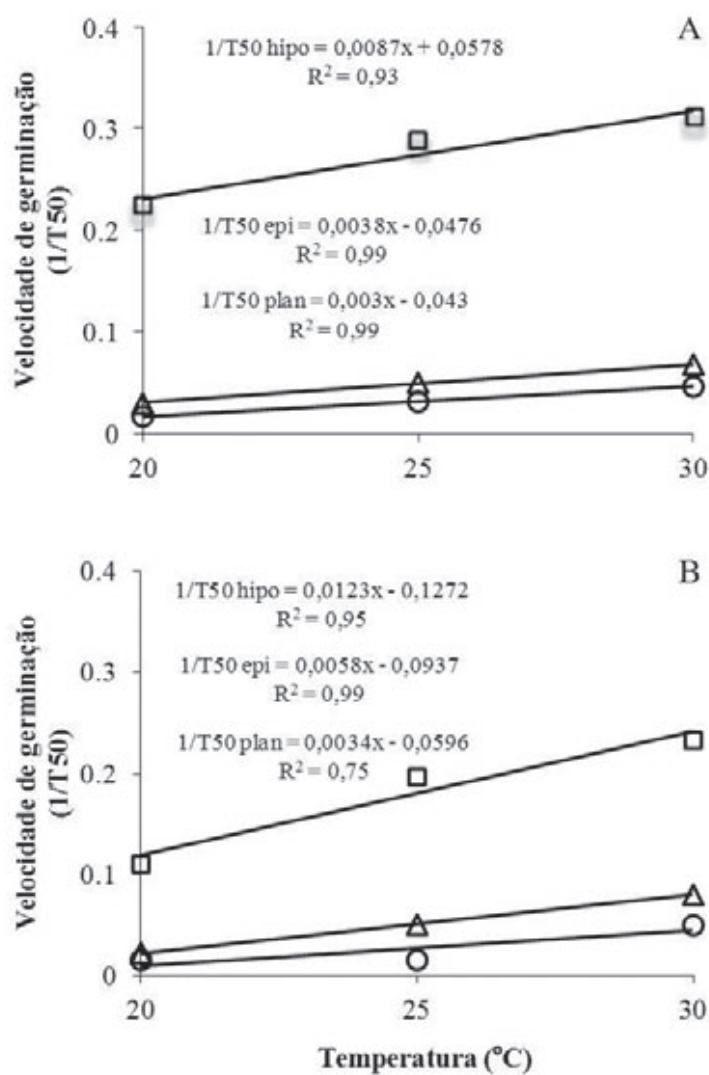 A
1/T50 hipo = 0,0087x + 0,0578
R² = 0,93
1/T50 epi = 0,0038x - 0,0476
R² = 0,99
1/T50 plan = 0,003x - 0,043
R² = 0,99
Velocidade de germinação
(1/T50)
0.4
0.3
0.2
0.1
0
20 25 30
B
1/T50 hipo = 0,0123x - 0,1272
R² = 0,95
1/T50 epi = 0,0058x - 0,0937
R² = 0,99
1/T50 plan = 0,0034x - 0,0596
R² = 0,75
Velocidade de germinação
(1/T50)
0.4
0.3
0.2
0.1
0
20 25 30
Temperatura (°C)